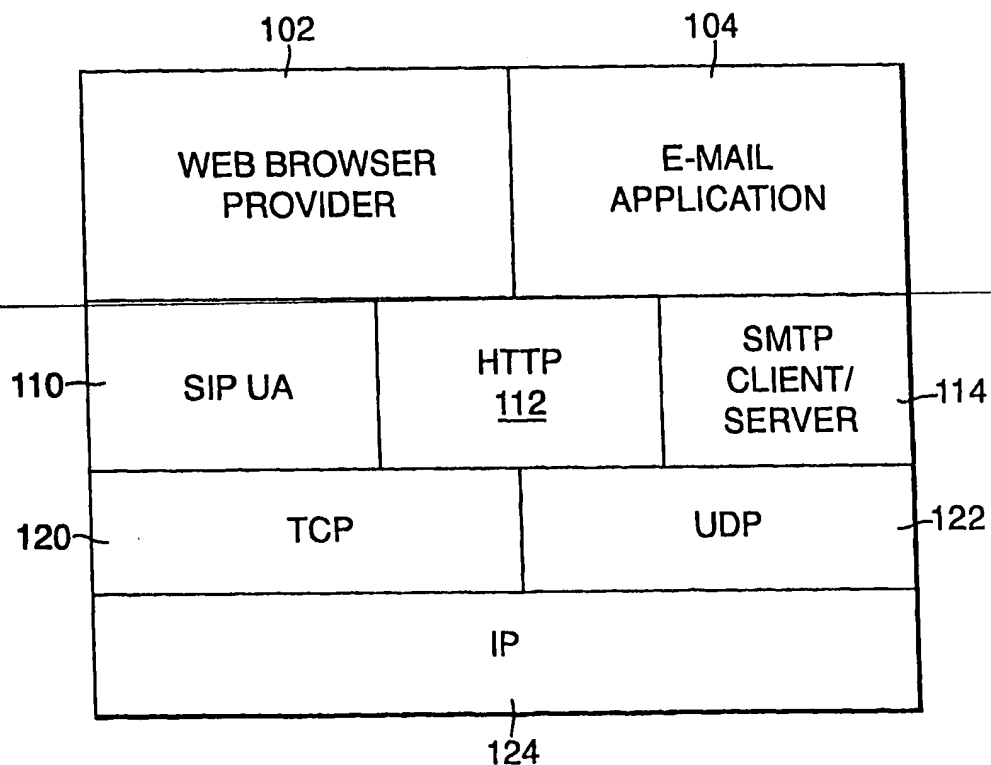 102
104
WEB BROWSER
PROVIDER
E-MAIL
APPLICATION
110
SIP UA
HTTP
112
SMTP
CLIENT/
SERVER
114
120
TCP
UDP
122
IP
124